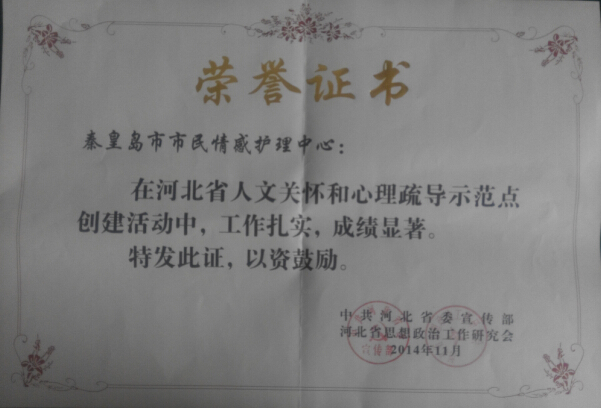 荣誉证书
秦皇岛市市民情感护理中心：
在河北省人文关怀和心理疏导示范点
创建活动中，工作扎实，成绩显著。
特发此证，以资鼓励。
中共河北省委宣传部
河北省思想政治工作研究会
2014年11月
宣传部